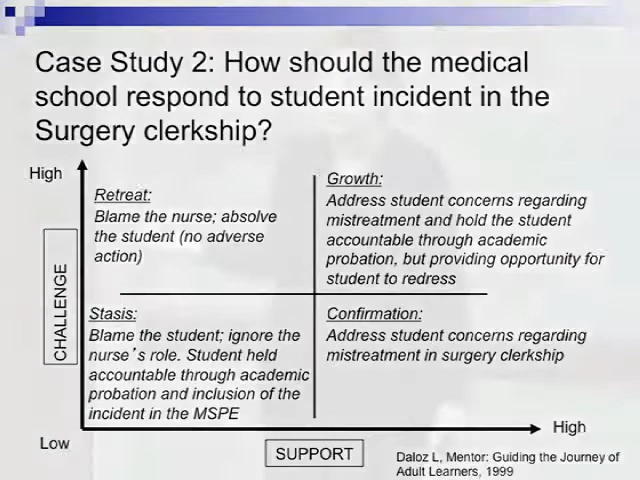 Case Study 2: How should the medical
school respond to student incident in the
Surgery clerkship?
High
Retreat:
Blame the nurse; absolve
the student (no adverse
action)
Growth:
Address student concerns regarding
mistreatment and hold the student
accountable through academic
probation, but providing opportunity for
student to redress
CHALLENGE
Stasis:
Blame the student; ignore the
nurse's role. Student held
accountable through academic
probation and inclusion of the
incident in the MSPE
Confirmation:
Address student concerns regarding
mistreatment in surgery clerkship
Low
SUPPORT
High
Daloz L, Mentor: Guiding the Journey of
Adult Learners, 1999